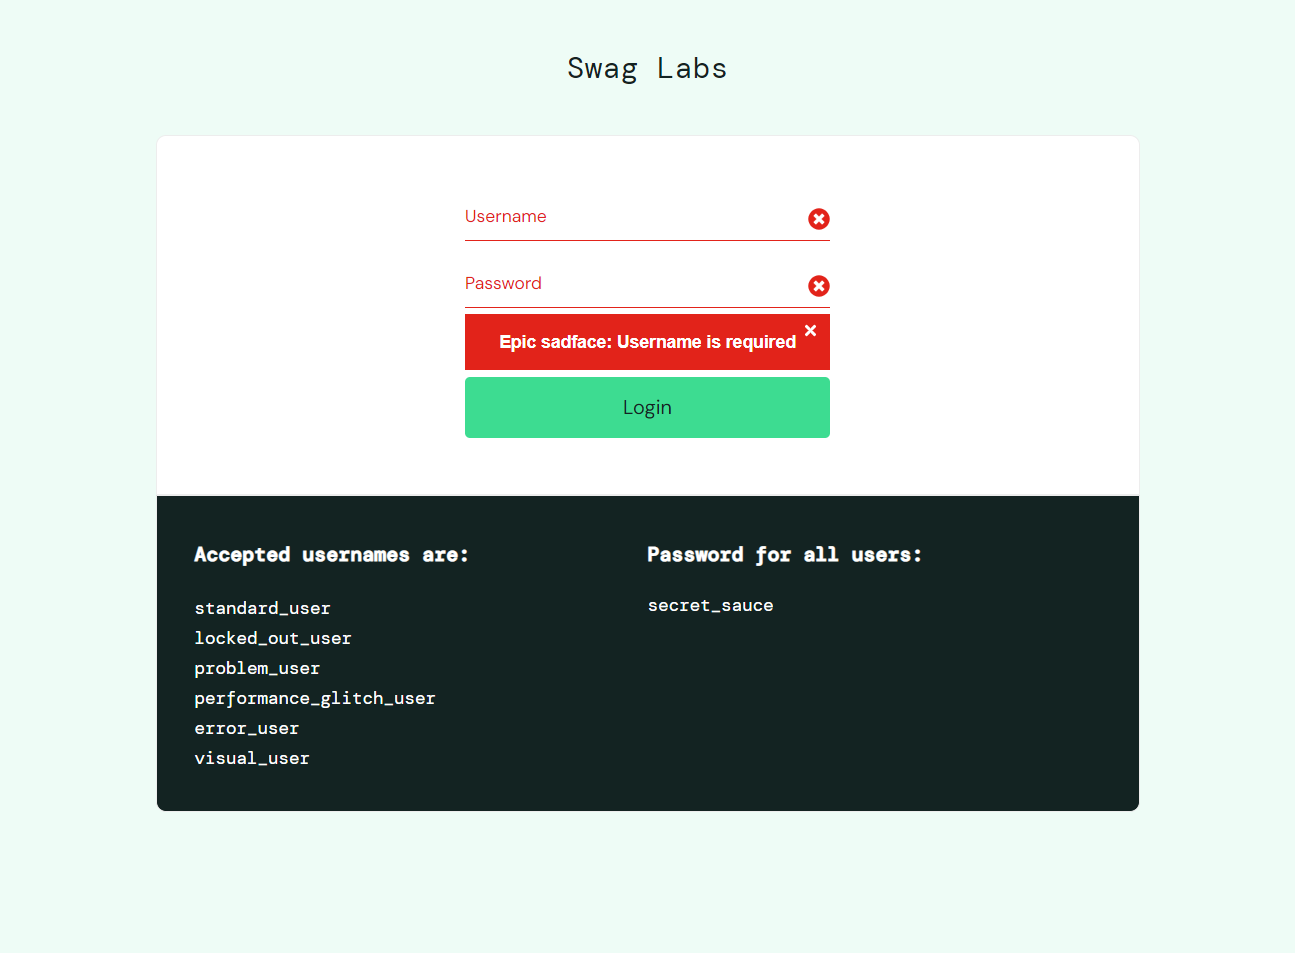 Swag Labs
Username
Password
Epic sadface: Username is required
Login
Accepted usernames are:
standard_user
locked_out_user
problem_user
performance_glitch_user
error_user
visual_user
Password for all users:
secret_sauce